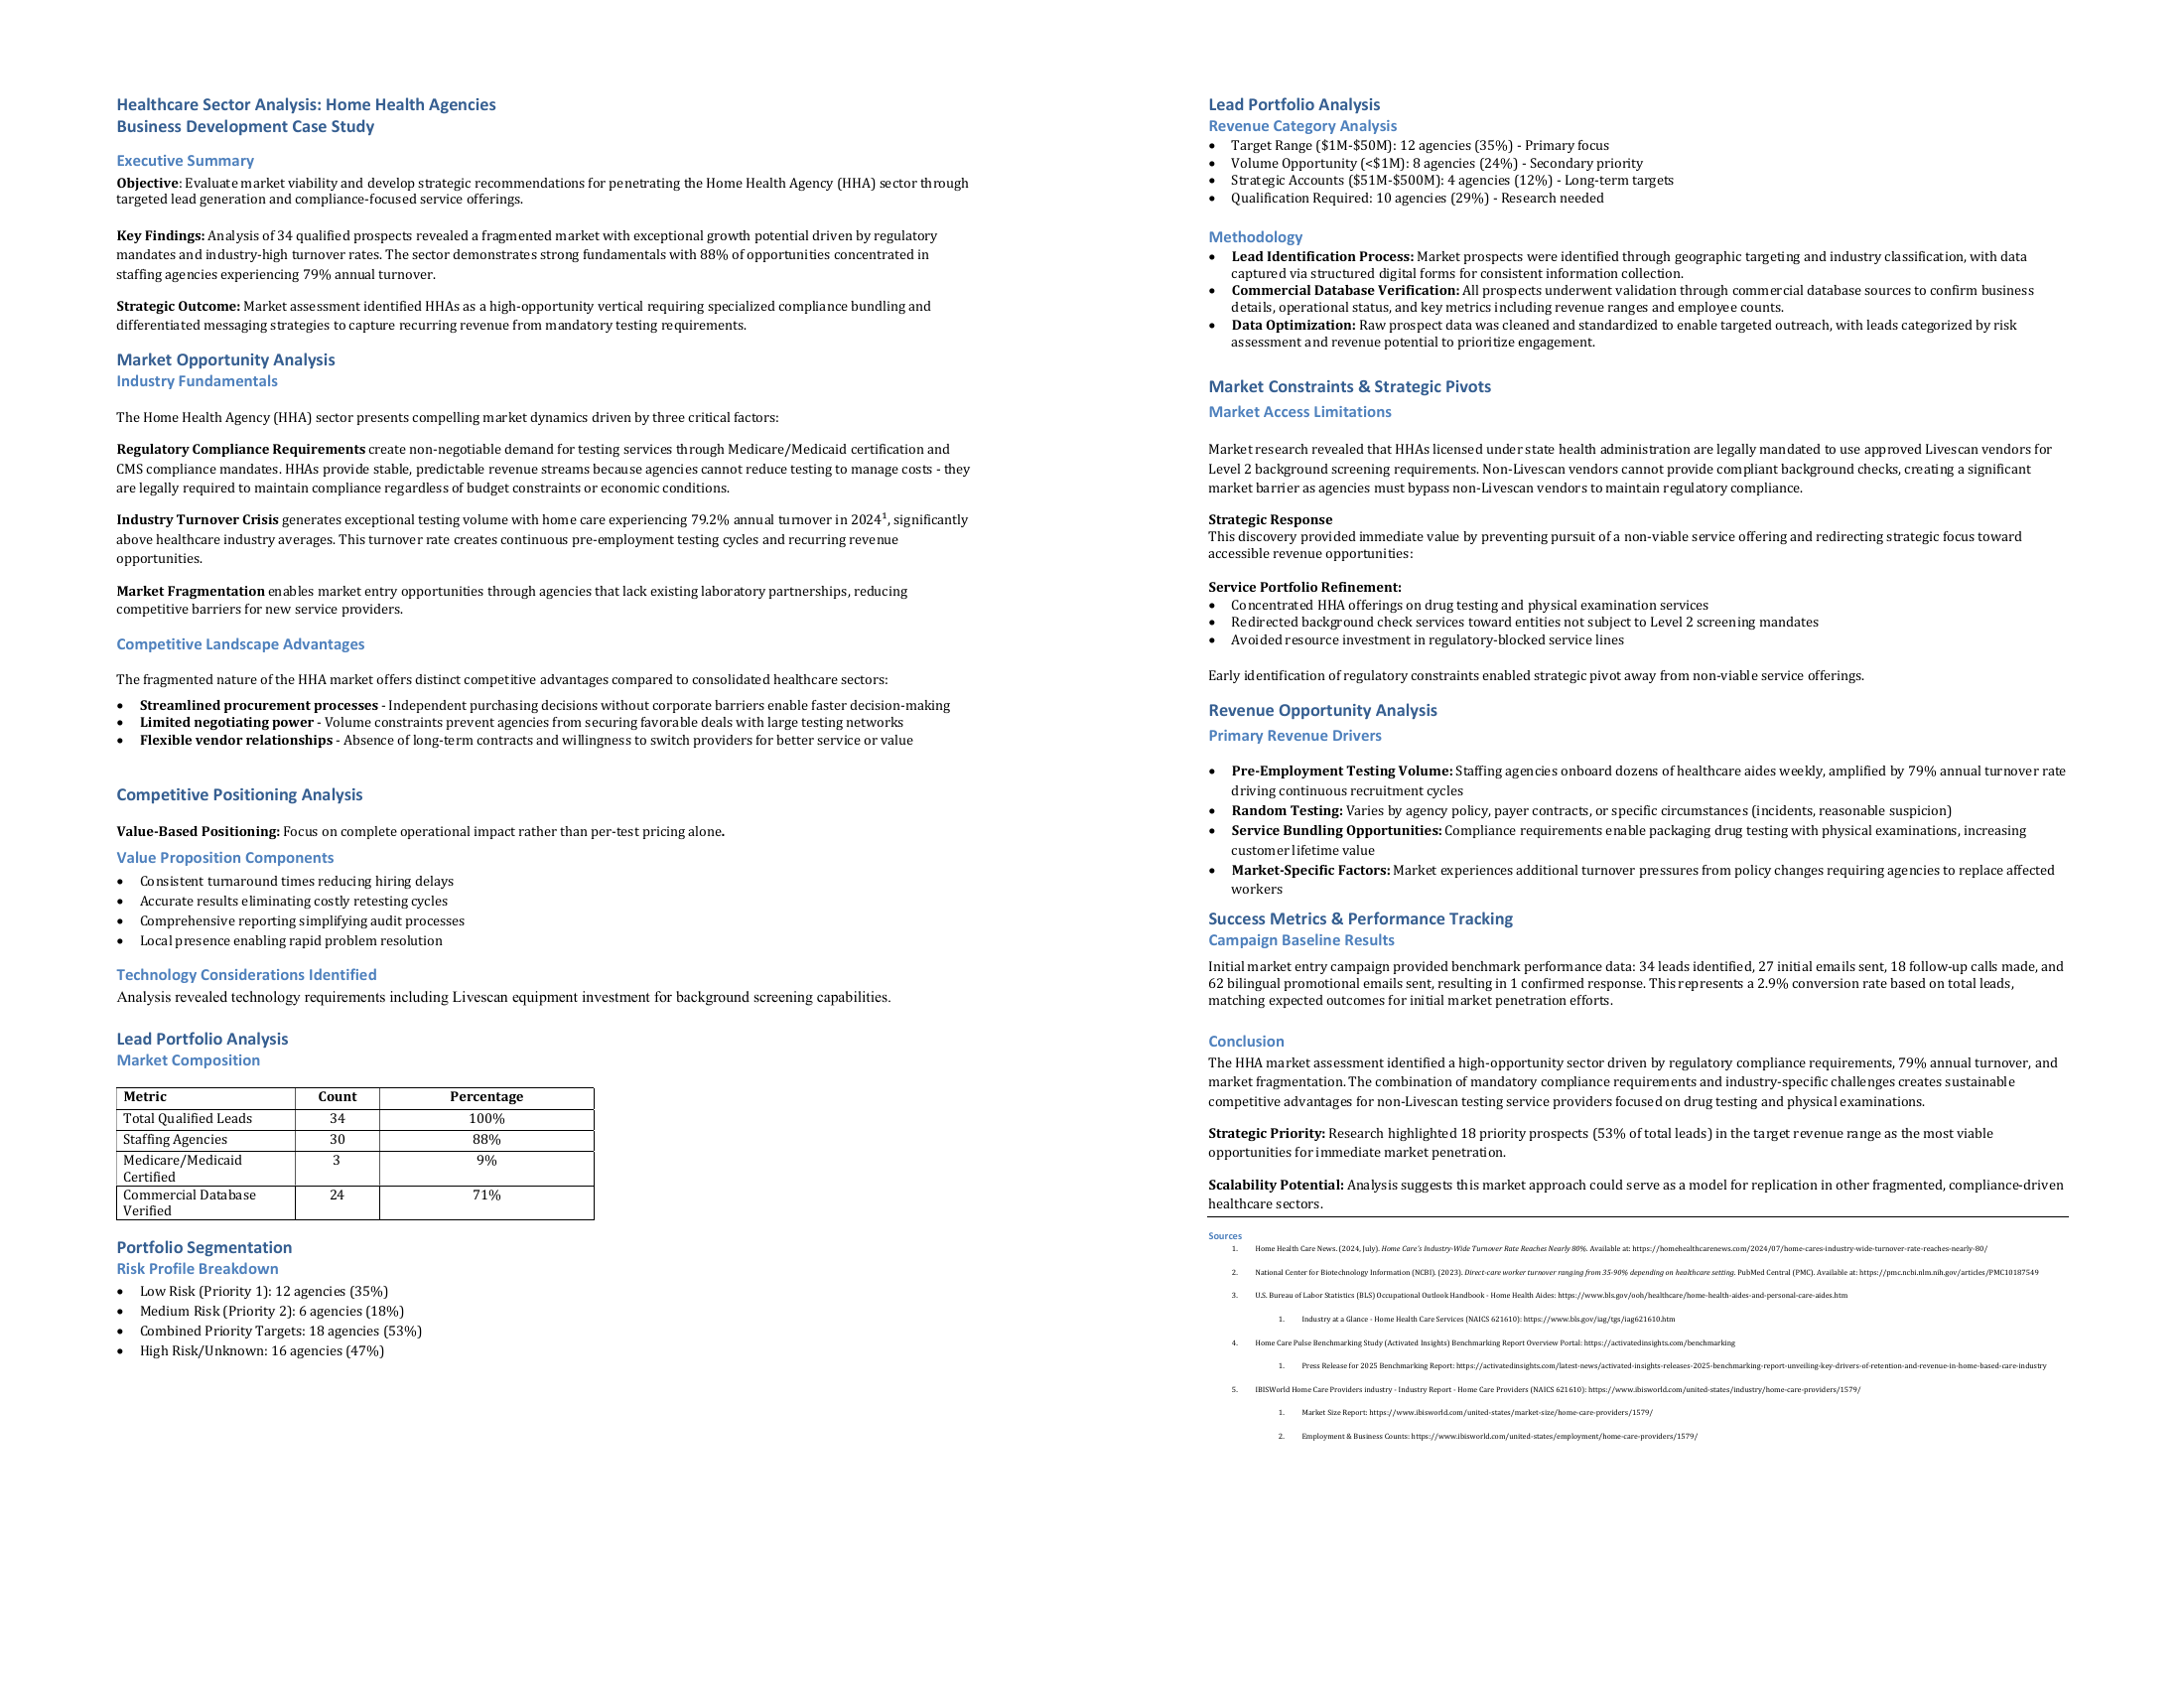 Healthcare Sector Analysis: Home Health Agencies
Business Development Case Study
Executive Summary
Objective: Evaluate market viability and develop strategic recommendations for penetrating the Home Health Agency (HHA) sector through
targeted lead generation and compliance-focused service offerings.
Key Findings: Analysis of 34 qualified prospects revealed a fragmented market with exceptional growth potential driven by regulatory
mandates and industry-high turnover rates. The sector demonstrates strong fundamentals with 88% of opportunities concentrated in
staffing agencies experiencing 79% annual turnover.
Strategic Outcome: Market assessment identified HHAs as a high-opportunity vertical requiring specialized compliance bundling and
differentiated messaging strategies to capture recurring revenue from mandatory testing requirements.
Market Opportunity Analysis
Industry Fundamentals
The Home Health Agency (HHA) sector presents compelling market dynamics driven by three critical factors:
Regulatory Compliance Requirements create non-negotiable demand for testing services through Medicare/Medicaid certification and
CMS compliance mandates. HHAs provide stable, predictable revenue streams because agencies cannot reduce testing to manage costs - they
are legally required to maintain compliance regardless of budget constraints or economic conditions.
Industry Turnover Crisis generates exceptional testing volume with home care experiencing 79.2% annual turnover in 2024¹, significantly
above healthcare industry averages. This turnover rate creates continuous pre-employment testing cycles and recurring revenue
opportunities.
Market Fragmentation enables market entry opportunities through agencies that lack existing laboratory partnerships, reducing
competitive barriers for new service providers.
Competitive Landscape Advantages
The fragmented nature of the HHA market offers distinct competitive advantages compared to consolidated healthcare sectors:
• Streamlined procurement processes - Independent purchasing decisions without corporate barriers enable faster decision-making
• Limited negotiating power - Volume constraints prevent agencies from securing favorable deals with large testing networks
• Flexible vendor relationships - Absence of long-term contracts and willingness to switch providers for better service or value
Competitive Positioning Analysis
Value-Based Positioning: Focus on complete operational impact rather than per-test pricing alone.
Value Proposition Components
• Consistent turnaround times reducing hiring delays
• Accurate results eliminating costly retesting cycles
• Comprehensive reporting simplifying audit processes
• Local presence enabling rapid problem resolution
Technology Considerations Identified
Analysis revealed technology requirements including Livescan equipment investment for background screening capabilities.
Lead Portfolio Analysis
Market Composition
Metric Count Percentage
Total Qualified Leads 34 100%
Staffing Agencies 30 88%
Medicare/Medicaid 3 9%
Certified
Commercial Database 24 71%
Verified
Portfolio Segmentation
Risk Profile Breakdown
• Low Risk (Priority 1): 12 agencies (35%)
• Medium Risk (Priority 2): 6 agencies (18%)
• Combined Priority Targets: 18 agencies (53%)
• High Risk/Unknown: 16 agencies (47%)
Lead Portfolio Analysis
Revenue Category Analysis
• Target Range ($1M-$50M): 12 agencies (35%) - Primary focus
• Volume Opportunity (<$1M): 8 agencies (24%) - Secondary priority
• Strategic Accounts ($51M-$500M): 4 agencies (12%) - Long-term targets
• Qualification Required: 10 agencies (29%) - Research needed
Methodology
• Lead Identification Process: Market prospects were identified through geographic targeting and industry classification, with data
captured via structured digital forms for consistent information collection.
• Commercial Database Verification: All prospects underwent validation through commercial database sources to confirm business
details, operational status, and key metrics including revenue ranges and employee counts.
• Data Optimization: Raw prospect data was cleaned and standardized to enable targeted outreach, with leads categorized by risk
assessment and revenue potential to prioritize engagement.
Market Constraints & Strategic Pivots
Market Access Limitations
Market research revealed that HHAs licensed under state health administration are legally mandated to use approved Livescan vendors for
Level 2 background screening requirements. Non-Livescan vendors cannot provide compliant background checks, creating a significant
market barrier as agencies must bypass non-Livescan vendors to maintain regulatory compliance.
Strategic Response
This discovery provided immediate value by preventing pursuit of a non-viable service offering and redirecting strategic focus toward
accessible revenue opportunities:
Service Portfolio Refinement:
• Concentrated HHA offerings on drug testing and physical examination services
• Redirected background check services toward entities not subject to Level 2 screening mandates
• Avoided resource investment in regulatory-blocked service lines
Early identification of regulatory constraints enabled strategic pivot away from non-viable service offerings.
Revenue Opportunity Analysis
Primary Revenue Drivers
• Pre-Employment Testing Volume: Staffing agencies onboard dozens of healthcare aides weekly, amplified by 79% annual turnover rate
driving continuous recruitment cycles
• Random Testing: Varies by agency policy, payer contracts, or specific circumstances (incidents, reasonable suspicion)
• Service Bundling Opportunities: Compliance requirements enable packaging drug testing with physical examinations, increasing
customer lifetime value
• Market-Specific Factors: Market experiences additional turnover pressures from policy changes requiring agencies to replace affected
workers
Success Metrics & Performance Tracking
Campaign Baseline Results
Initial market entry campaign provided benchmark performance data: 34 leads identified, 27 initial emails sent, 18 follow-up calls made, and
62 bilingual promotional emails sent, resulting in 1 confirmed response. This represents a 2.9% conversion rate based on total leads,
matching expected outcomes for initial market penetration efforts.
Conclusion
The HHA market assessment identified a high-opportunity sector driven by regulatory compliance requirements, 79% annual turnover, and
market fragmentation. The combination of mandatory compliance requirements and industry-specific challenges creates sustainable
competitive advantages for non-Livescan testing service providers focused on drug testing and physical examinations.
Strategic Priority: Research highlighted 18 priority prospects (53% of total leads) in the target revenue range as the most viable
opportunities for immediate market penetration.
Scalability Potential: Analysis suggests this market approach could serve as a model for replication in other fragmented, compliance-driven
healthcare sectors.
Sources
1. Home Health Care News. (2024, July). Home Care's Industry-Wide Turnover Rate Reaches Nearly 80%. Available at: https://homehealthcarenews.com/2024/07/home-cares-industry-wide-turnover-rate-reaches-nearly-80/
2. National Center for Biotechnology Information (NCBI). (2023). Direct-care worker turnover ranging from 35-90% depending on healthcare setting. PubMed Central (PMC). Available at: https://pmc.ncbi.nlm.nih.gov/articles/PMC10187549
3. U.S. Bureau of Labor Statistics (BLS) Occupational Outlook Handbook - Home Health Aides: https://www.bls.gov/ooh/healthcare/home-health-aides-and-personal-care-aides.htm
1. Industry at a Glance - Home Health Care Services (NAICS 621610): https://www.bls.gov/iag/tgs/iag621610.htm
4. Home Care Pulse Benchmarking Study (Activated Insights) Benchmarking Report Overview Portal: https://activatedinsights.com/benchmarking
1. Press Release for 2025 Benchmarking Report: https://activatedinsights.com/latest-news/activated-insights-releases-2025-benchmarking-report-unveiling-key-drivers-of-retention-and-revenue-in-home-based-care-industry
5. IBISWorld Home Care Providers industry - Industry Report - Home Care Providers (NAICS 621610): https://www.ibisworld.com/united-states/industry/home-care-providers/1579/
1. Market Size Report: https://www.ibisworld.com/united-states/market-size/home-care-providers/1579/
2. Employment & Business Counts: https://www.ibisworld.com/united-states/employment/home-care-providers/1579/